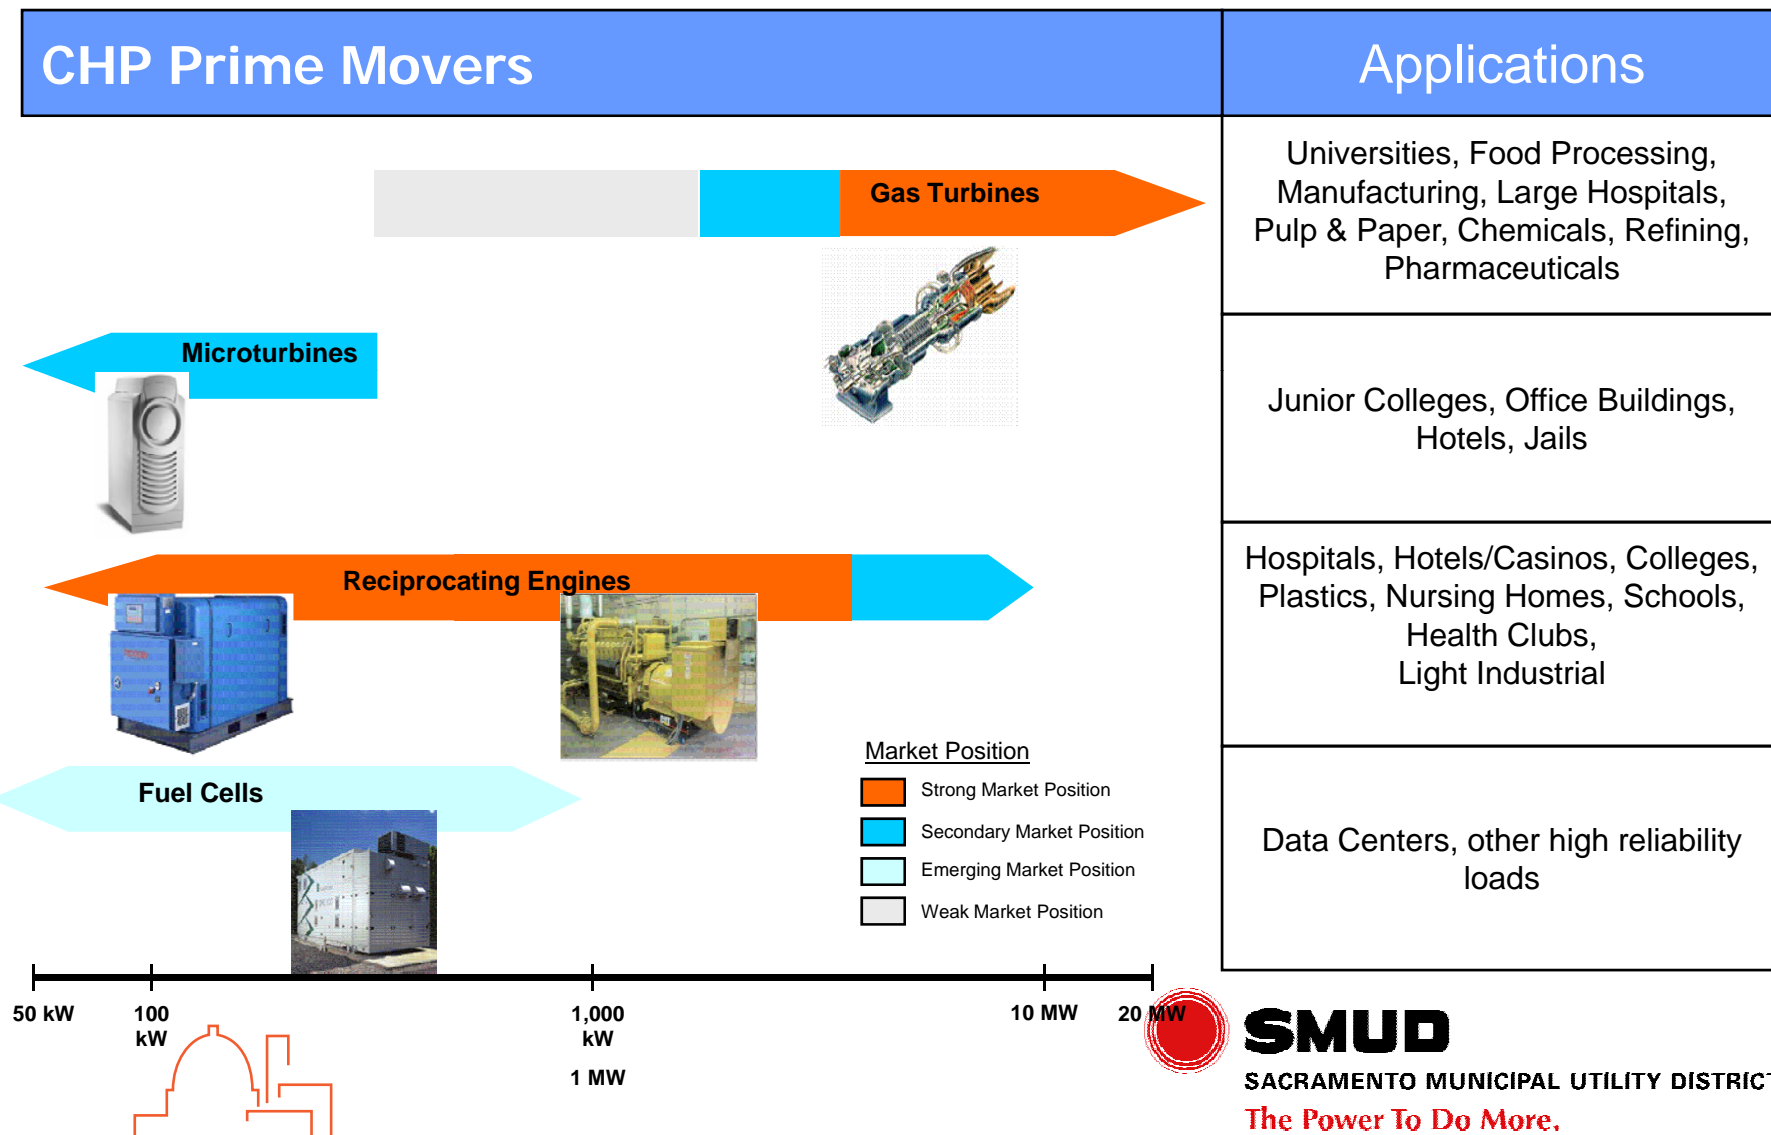 CHP Prime Movers
Applications
Gas Turbines
Universities, Food Processing,
Manufacturing, Large Hospitals,
Pulp & Paper, Chemicals, Refining,
Pharmaceuticals
Microturbines
Junior Colleges, Office Buildings,
Hotels, Jails
Reciprocating Engines
Hospitals, Hotels/Casinos, Colleges,
Plastics, Nursing Homes, Schools,
Health Clubs,
Light Industrial
Fuel Cells
Market Position
Strong Market Position
Secondary Market Position
Emerging Market Position
Weak Market Position
Data Centers, other high reliability
loads
50 kW
100
kW
1,000
kW
1 MW
10 MW
20 MW
SMUD
SACRAMENTO MUNICIPAL UTILITY DISTRICT
The Power To Do More.